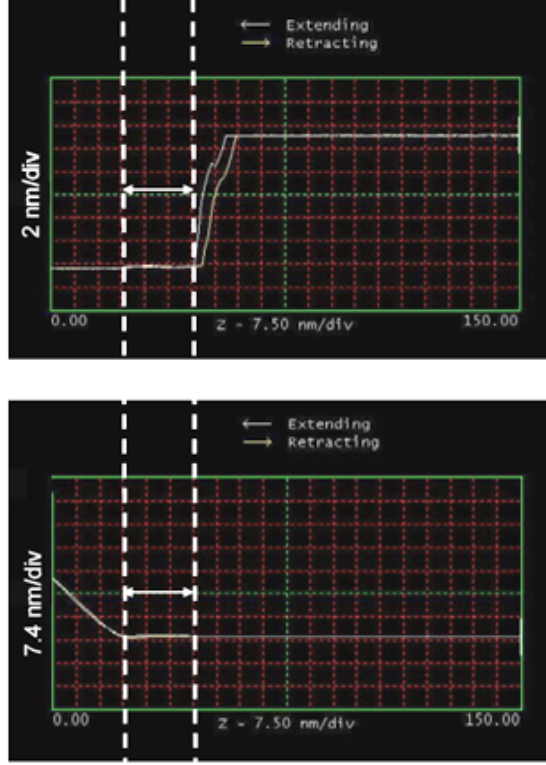 ← Extending
→ Retracting
2 nm/div
0.00 Z - 7.50 nm/div 150.00
← Extending
→ Retracting
7.4 nm/div
0.00 Z - 7.50 nm/div 150.00